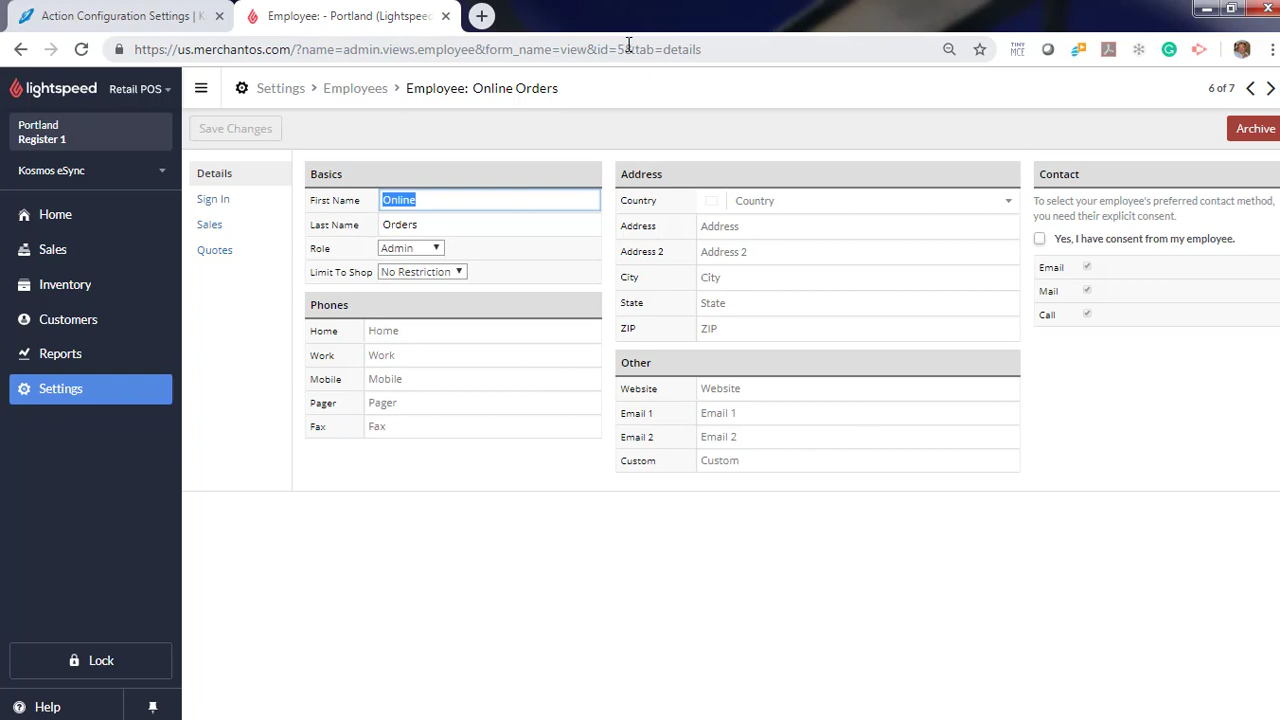 Action Configuration Settings | K
Employee: - Portland (Lightspeed
https://us.merchantos.com/?name=admin.views.employee&form_name=view&id=5&tab=details
TINY MCE
lightspeed Retail POS
Settings > Employees > Employee: Online Orders
6 of 7
Portland
Register 1
Save Changes
Archive
Kosmos eSync
Home
Sales
Inventory
Customers
Reports
Settings
Lock
Help
Details
Sign In
Sales
Quotes
Basics
First Name Online
Last Name Orders
Role Admin
Limit To Shop No Restriction
Phones
Home Home
Work Work
Mobile Mobile
Pager Pager
Fax Fax
Address
Country Country
Address Address
Address 2 Address 2
City City
State State
ZIP ZIP
Other
Website Website
Email 1 Email 1
Email 2 Email 2
Custom Custom
Contact
To select your employee's preferred contact method,
you need their explicit consent.
Yes, I have consent from my employee.
Email
Mail
Call